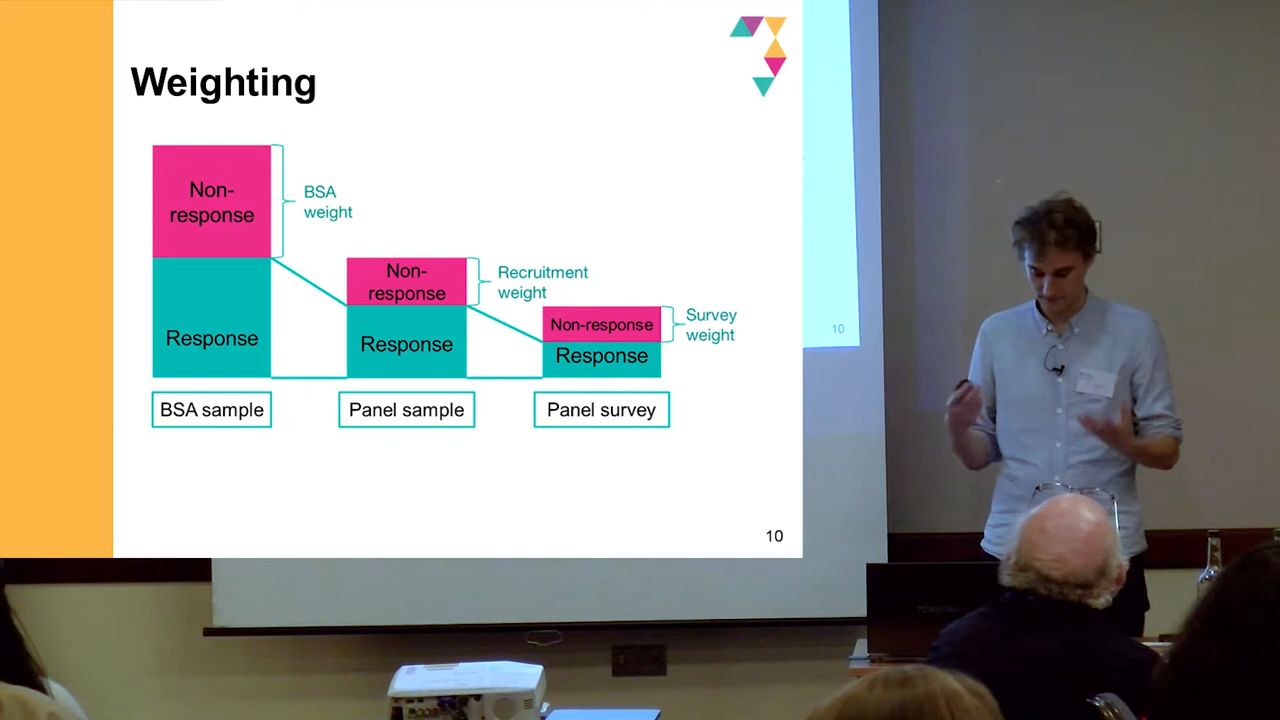 Weighting
Non-
response
BSA
weight
Response
Non-
response
Recruitment
weight
Response
Non-response
Survey
weight
Response
BSA sample
Panel sample
Panel survey
10
10